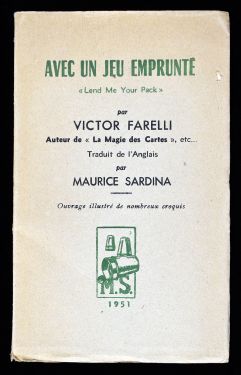 AVEC UN JEU EMPRUNTÉ
« Lend Me Your Pack »
par
VICTOR FARELLI
Auteur de « La Magie des Cartes », etc...
Traduit de l'Anglais
par
MAURICE SARDINA
Ouvrage illustré de nombreux croquis
M.S.
1951